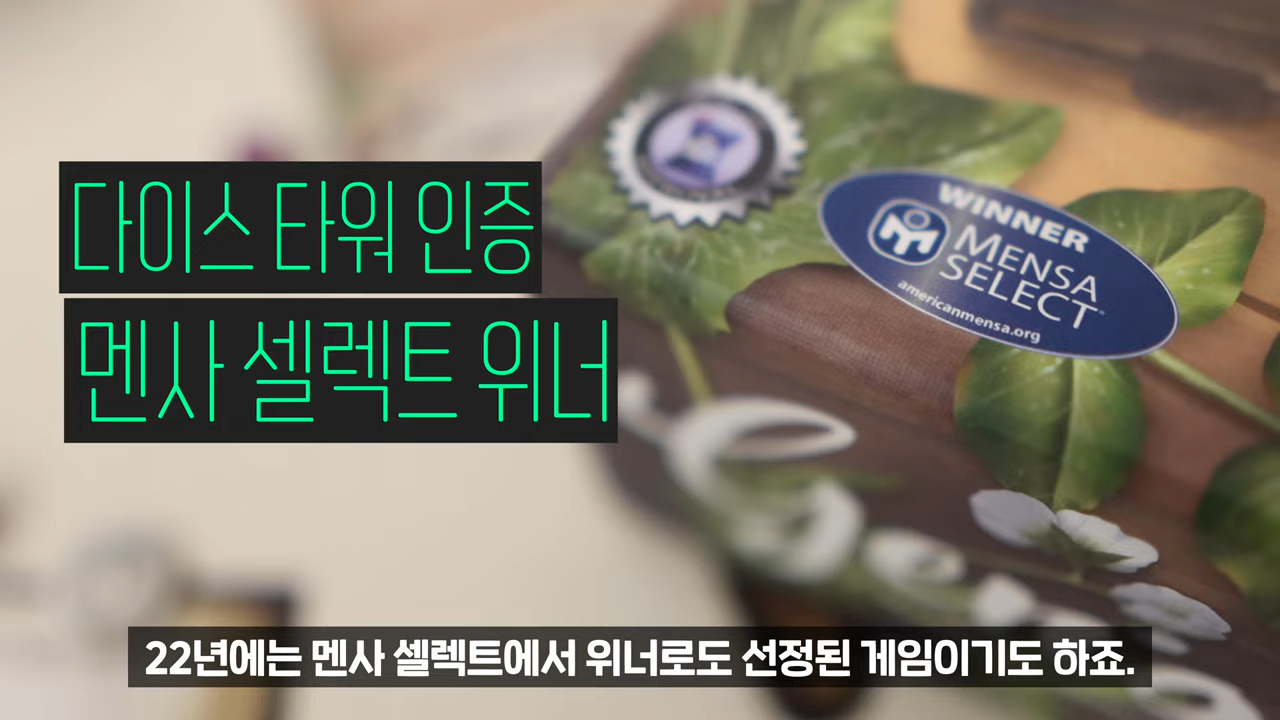 다이스 타워 인증
멘사 셀렉트 위너
WINNER
MENSA
SELECT
americanmensa.org
22년에는 멘사 셀렉트에서 위너로도 선정된 게임이기도 하죠.